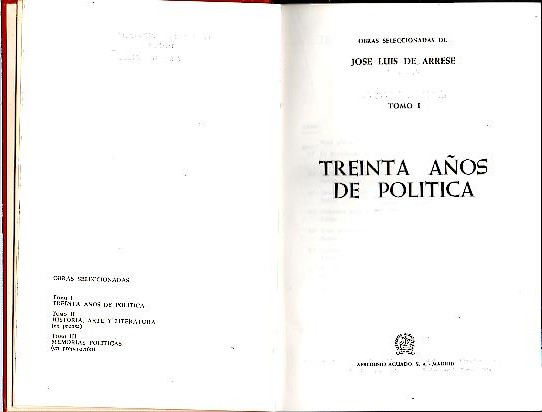 OBRAS SELECCIONADAS
Tomo I
TREINTA AÑOS DE POLITICA
Tomo II
HISTORIA, ARTE Y LITERATURA
(en prensa)
Tomo III
MEMORIAS POLITICAS
(en preparación)
OBRAS SELECCIONADAS DE
JOSE LUIS DE ARRESE
TOMO I
TREINTA AÑOS
DE POLITICA
AFRODISIO AGUADO, S. A. - MADRID